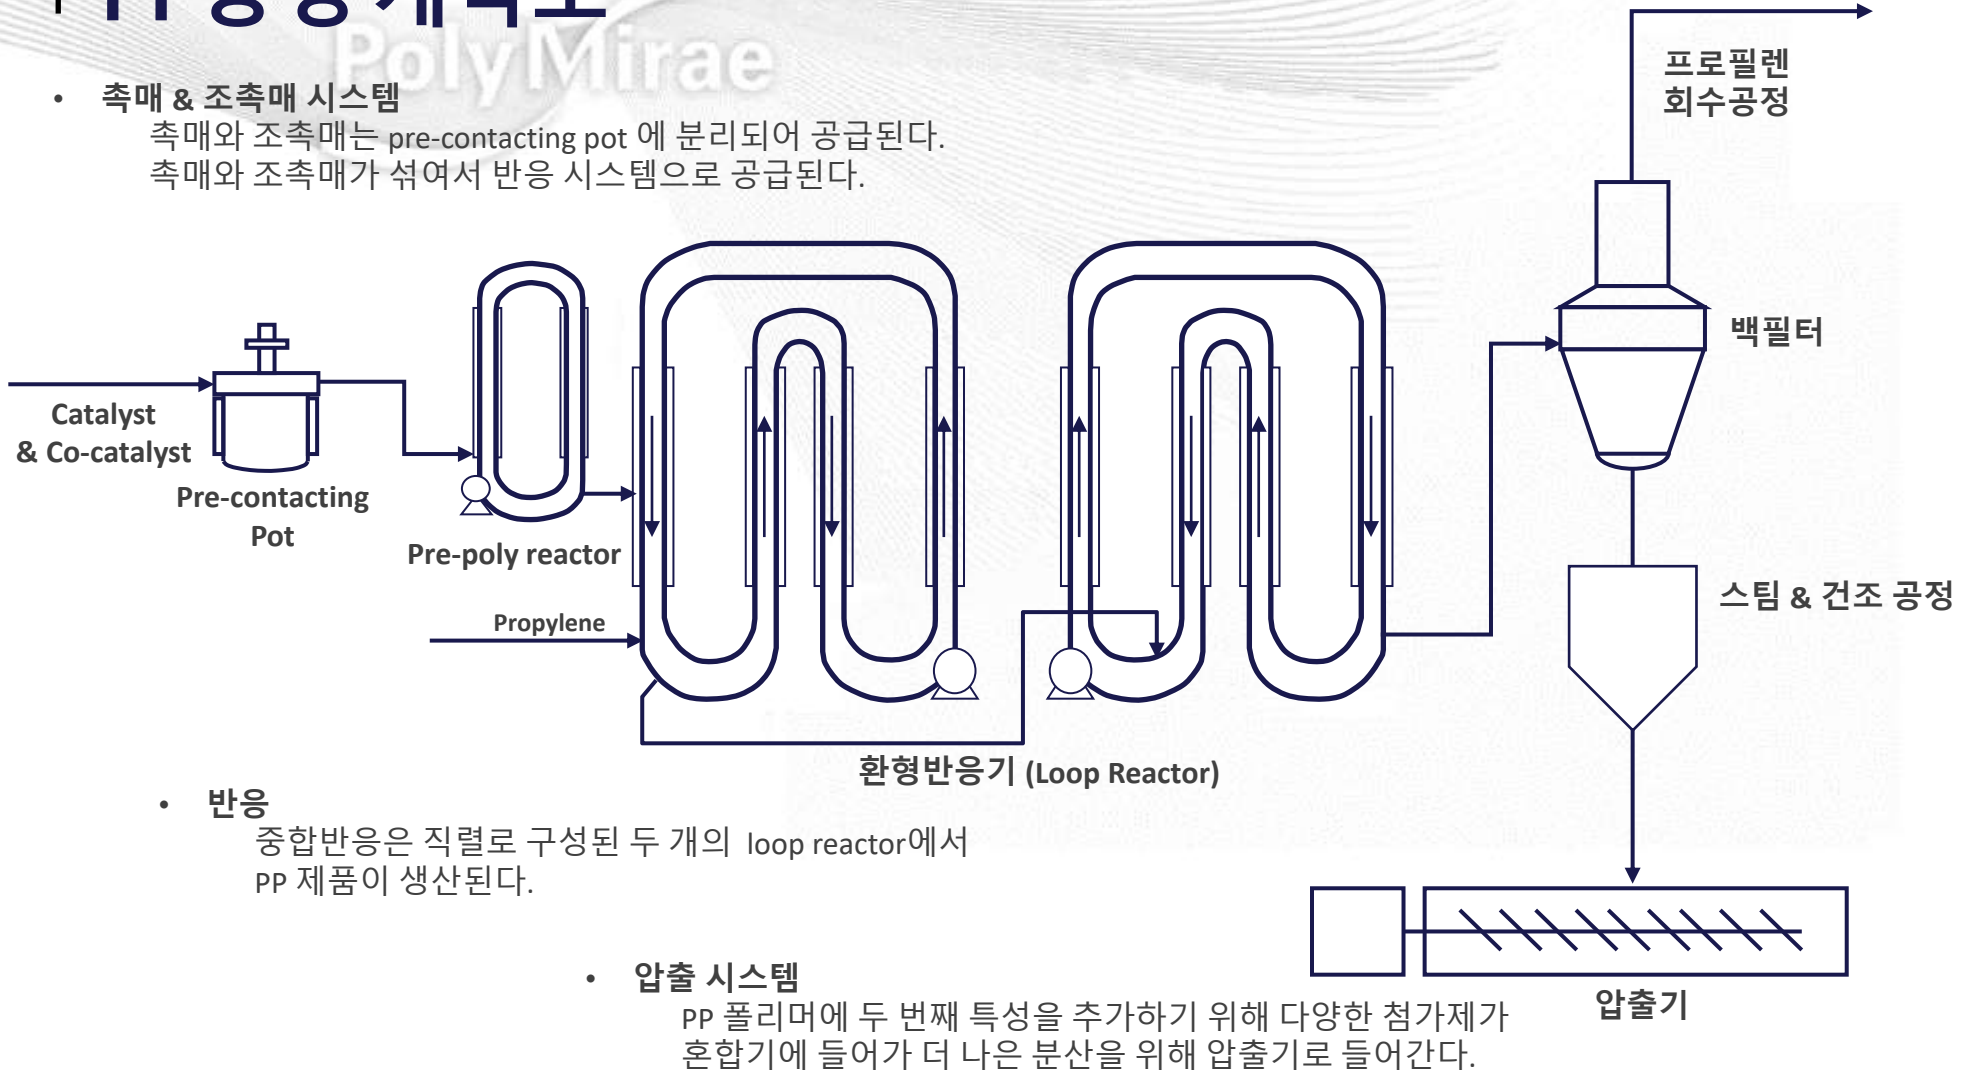 PolyMirae
• 촉매 & 조촉매 시스템
촉매와 조촉매는 pre-contacting pot 에 분리되어 공급된다.
촉매와 조촉매가 섞여서 반응 시스템으로 공급된다.
프로필렌
회수공정
백필터
Catalyst
& Co-catalyst
Pre-contacting
Pot
Pre-poly reactor
Propylene
스팀 & 건조 공정
환형반응기 (Loop Reactor)
• 반응
중합반응은 직렬로 구성된 두 개의 loop reactor에서
PP 제품이 생산된다.
• 압출 시스템
PP 폴리머에 두 번째 특성을 추가하기 위해 다양한 첨가제가
혼합기에 들어가 더 나은 분산을 위해 압출기로 들어간다.
압출기